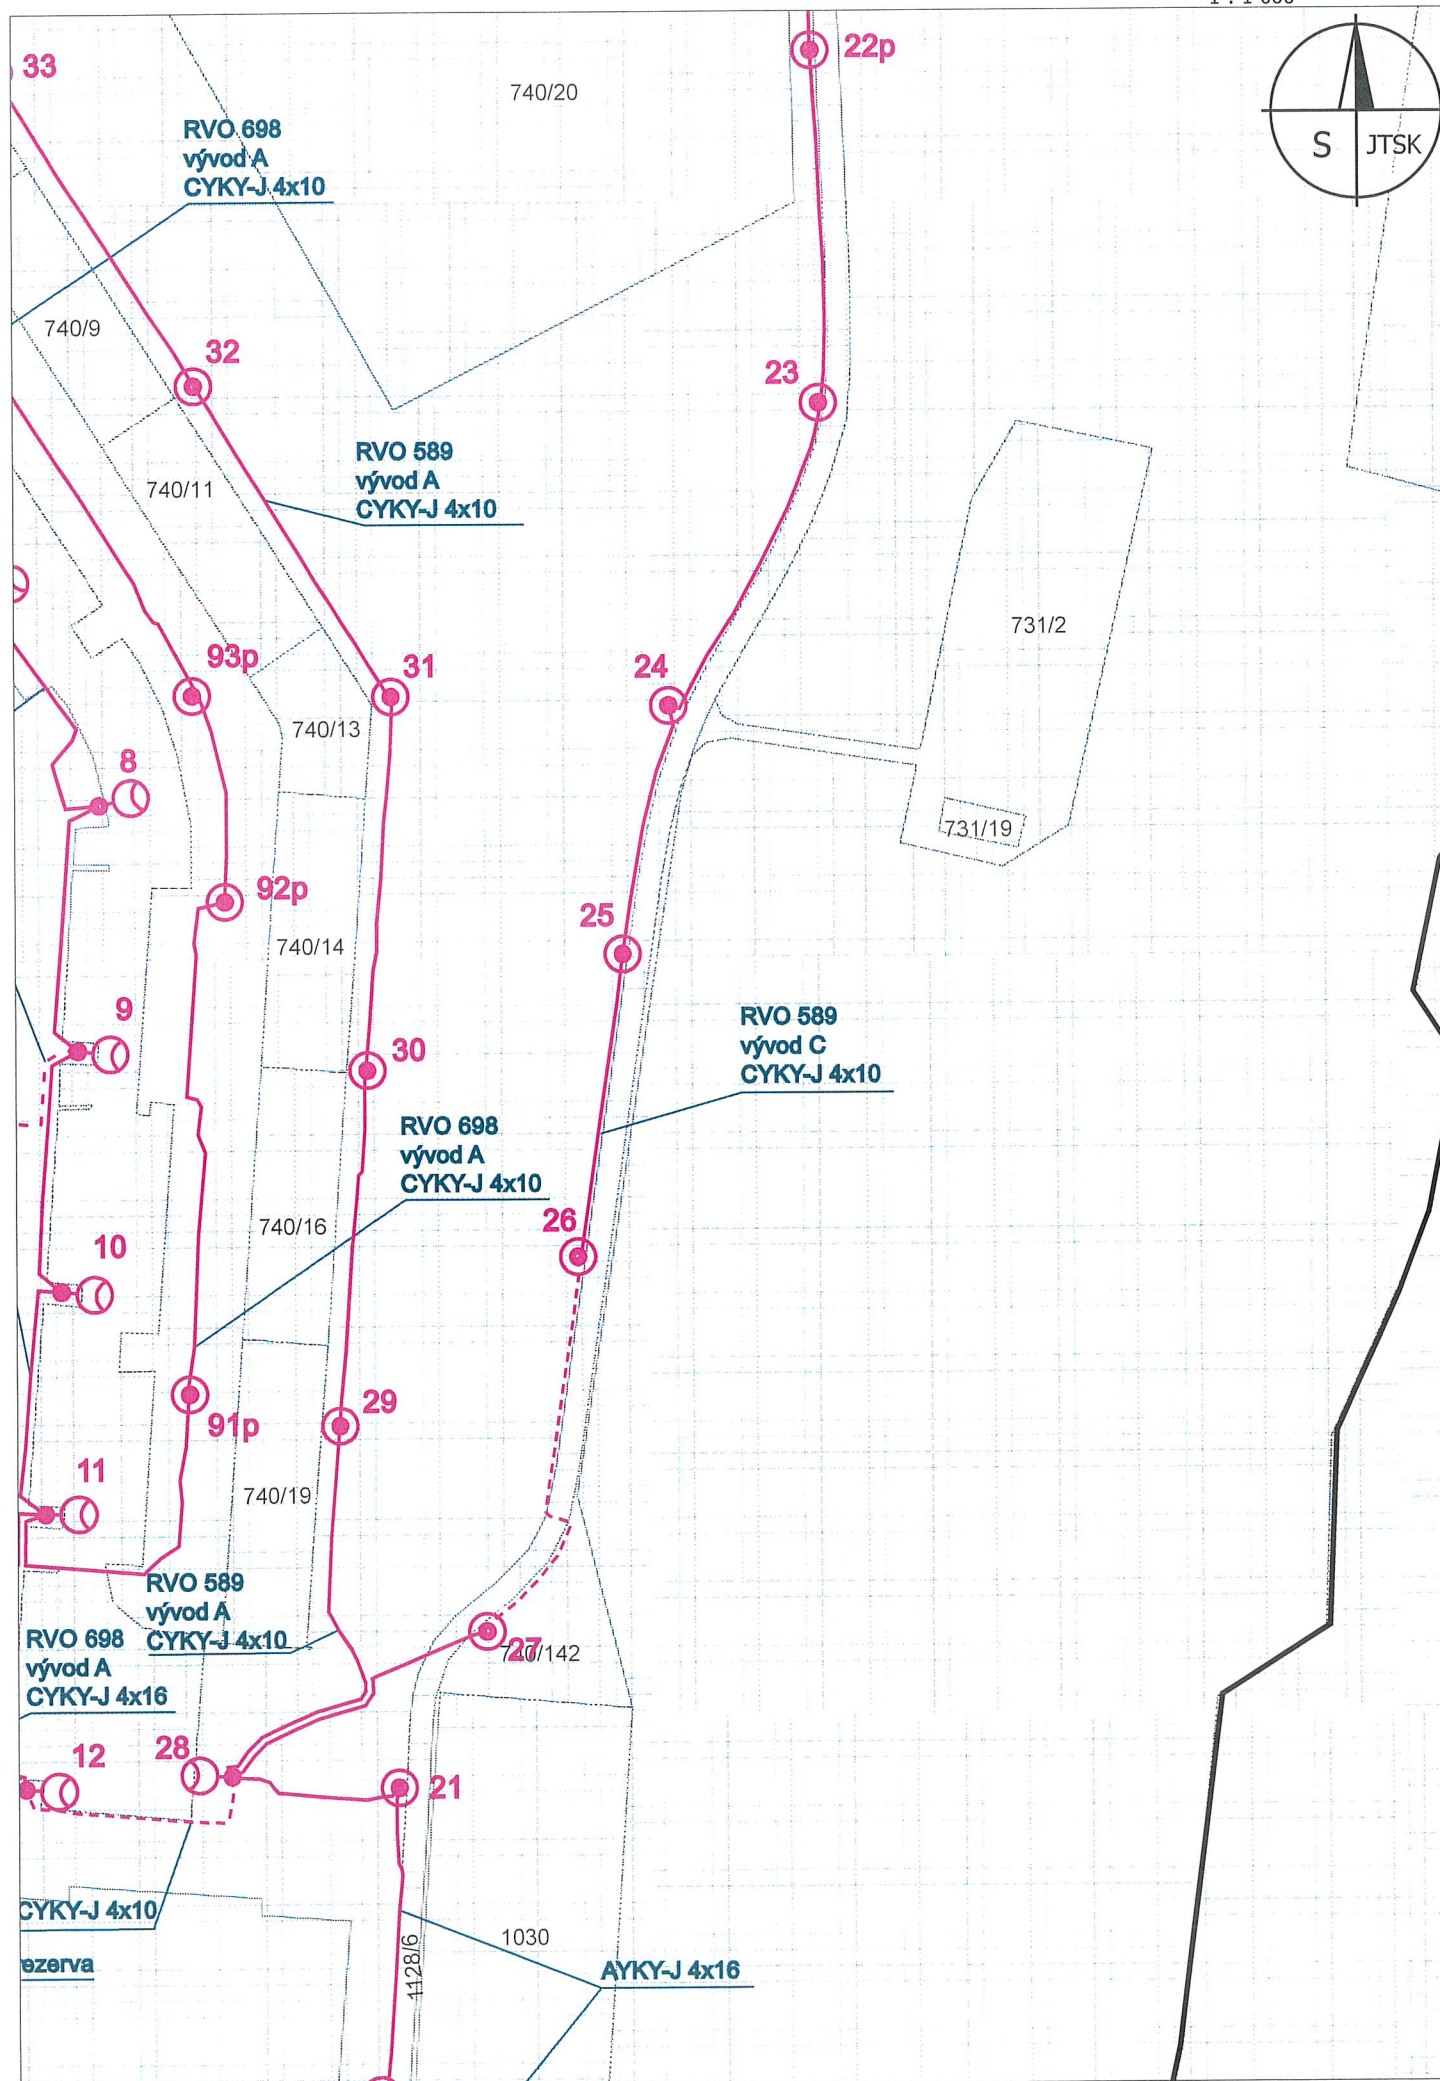 33
22p
740/20
RVO 698
vývod A
CYKY-J 4x10
S
JTSK
740/9
32
23
RVO 589
vývod A
CYKY-J 4x10
740/11
731/2
93p
31
24
740/13
8
731/19
92p
25
740/14
9
RVO 589
vývod C
CYKY-J 4x10
30
RVO 698
vývod A
CYKY-J 4x10
740/16
26
10
29
91p
11
740/19
RVO 589
vývod A
CYKY-J 4x10
RVO 698
vývod A
CYKY-J 4x16
27
740/142
28
12
21
CYKY-J 4x10
1030
1128/6
ezerva
AYKY-J 4x16